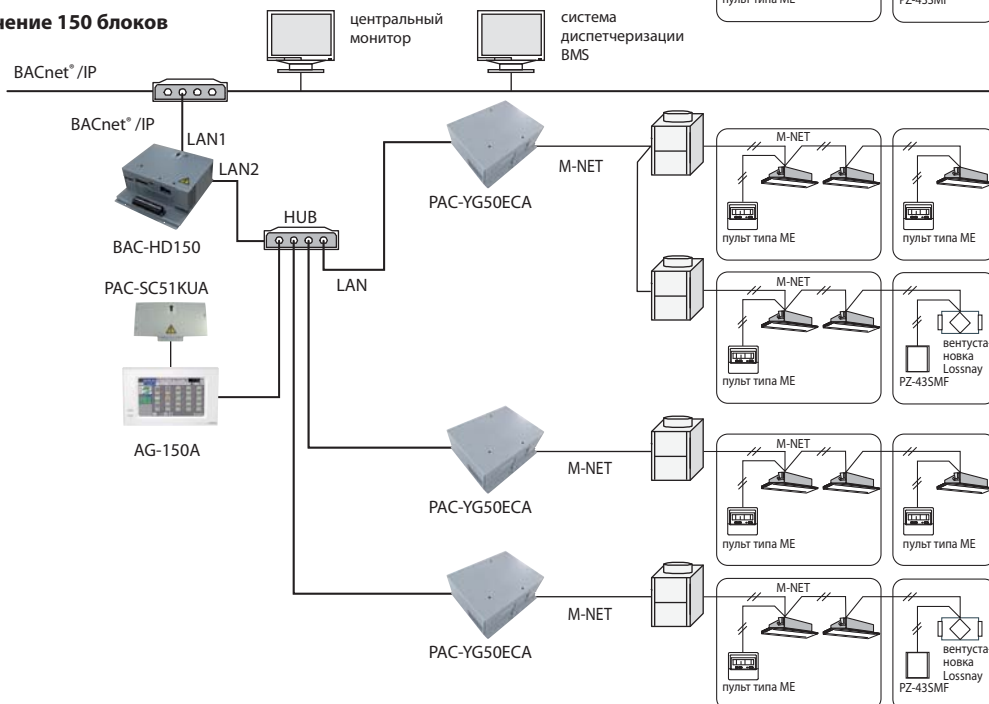 пульт типа ME
PZ-43SMF
чение 150 блоков
центральный
монитор
система
диспетчеризации
BMS
BACnet®/IP
BACnet®/IP
LAN1
LAN2
BAC-HD150
HUB
LAN
PAC-SC51KUA
AG-150A
PAC-YG50ECA
M-NET
M-NET
пульт типа ME
пульт типа ME
M-NET
пульт типа ME
вентуста-
новка
Lossnay
PZ-43SMF
PAC-YG50ECA
M-NET
M-NET
пульт типа ME
пульт типа ME
PAC-YG50ECA
M-NET
M-NET
пульт типа ME
вентуста-
новка
Lossnay
PZ-43SMF